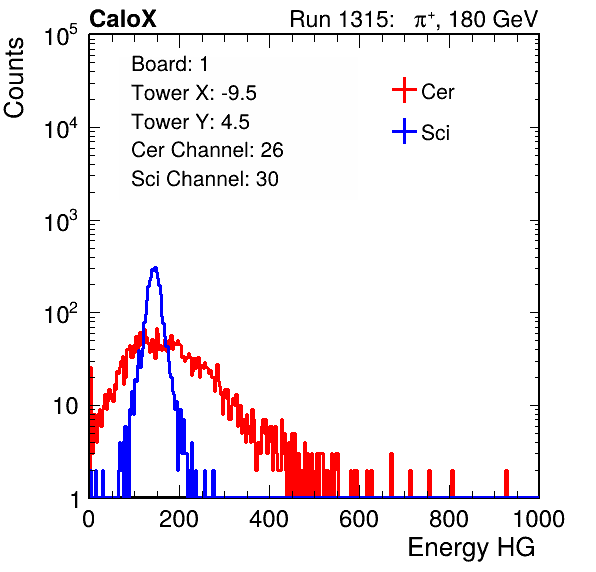 CaloX Run 1315: π⁺, 180 GeV
Counts
10⁵
10⁴
10³
10²
10
1
Board: 1
Tower X: -9.5
Tower Y: 4.5
Cer Channel: 26
Sci Channel: 30
Cer
Sci
0 200 400 600 800 1000
Energy HG